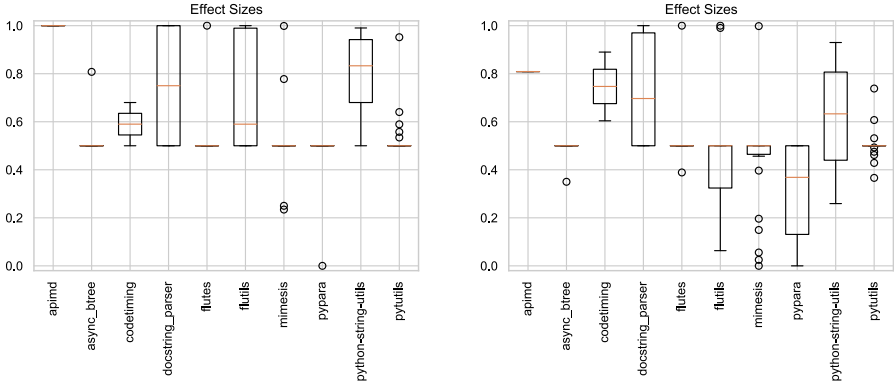 Effect Sizes
1.0
0.8
0.6
0.4
0.2
0.0
apimd
async_btree
codetiming
docstring_parser
flutes
flutils
mimesis
pypara
python-string-utils
pytutils
Effect Sizes
1.0
0.8
0.6
0.4
0.2
0.0
apimd
async_btree
codetiming
docstring_parser
flutes
flutils
mimesis
pypara
python-string-utils
pytutils